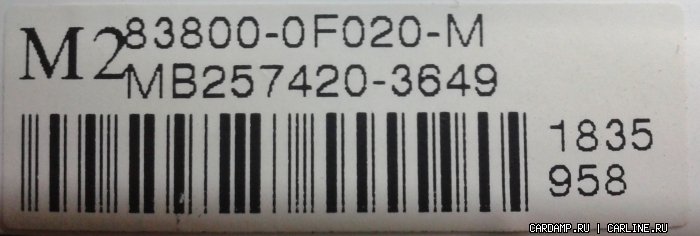 M2
83800-0F020-M
MB257420-3649
1835
958
CARDAMP.RU | CARLINE.RU